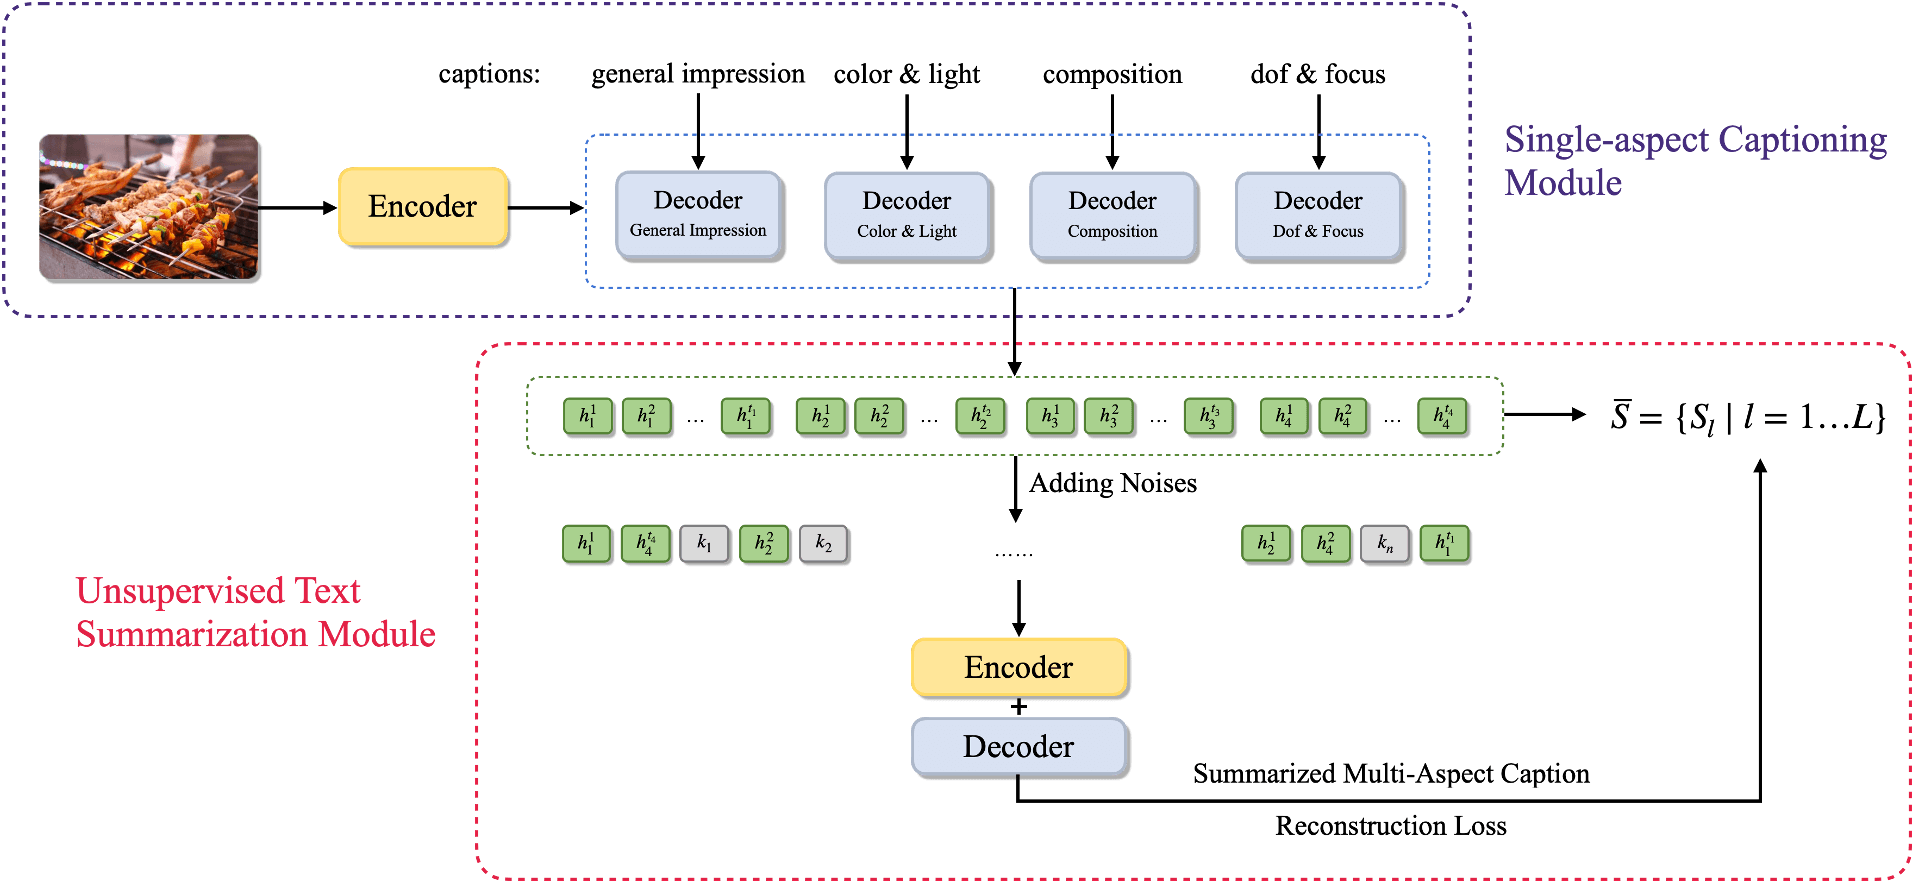 captions: general impression color & light composition dof & focus
Single-aspect Captioning
Module
Encoder
Decoder
General Impression
Decoder
Color & Light
Decoder
Composition
Decoder
Dof & Focus
h_1^1 h_1^2 ... h_1^{t_1} h_2^1 h_2^2 ... h_2^{t_2} h_3^1 h_3^2 ... h_3^{t_3} h_4^1 h_4^2 ... h_4^{t_4}
S̅ = {S_l | l = 1…L}
Adding Noises
h_1^1 h_4^{t_4} k_1 h_2^2 k_2 …… h_2^1 h_4^2 k_n h_1^{t_1}
Unsupervised Text
Summarization Module
Encoder
+
Decoder
Summarized Multi-Aspect Caption
Reconstruction Loss